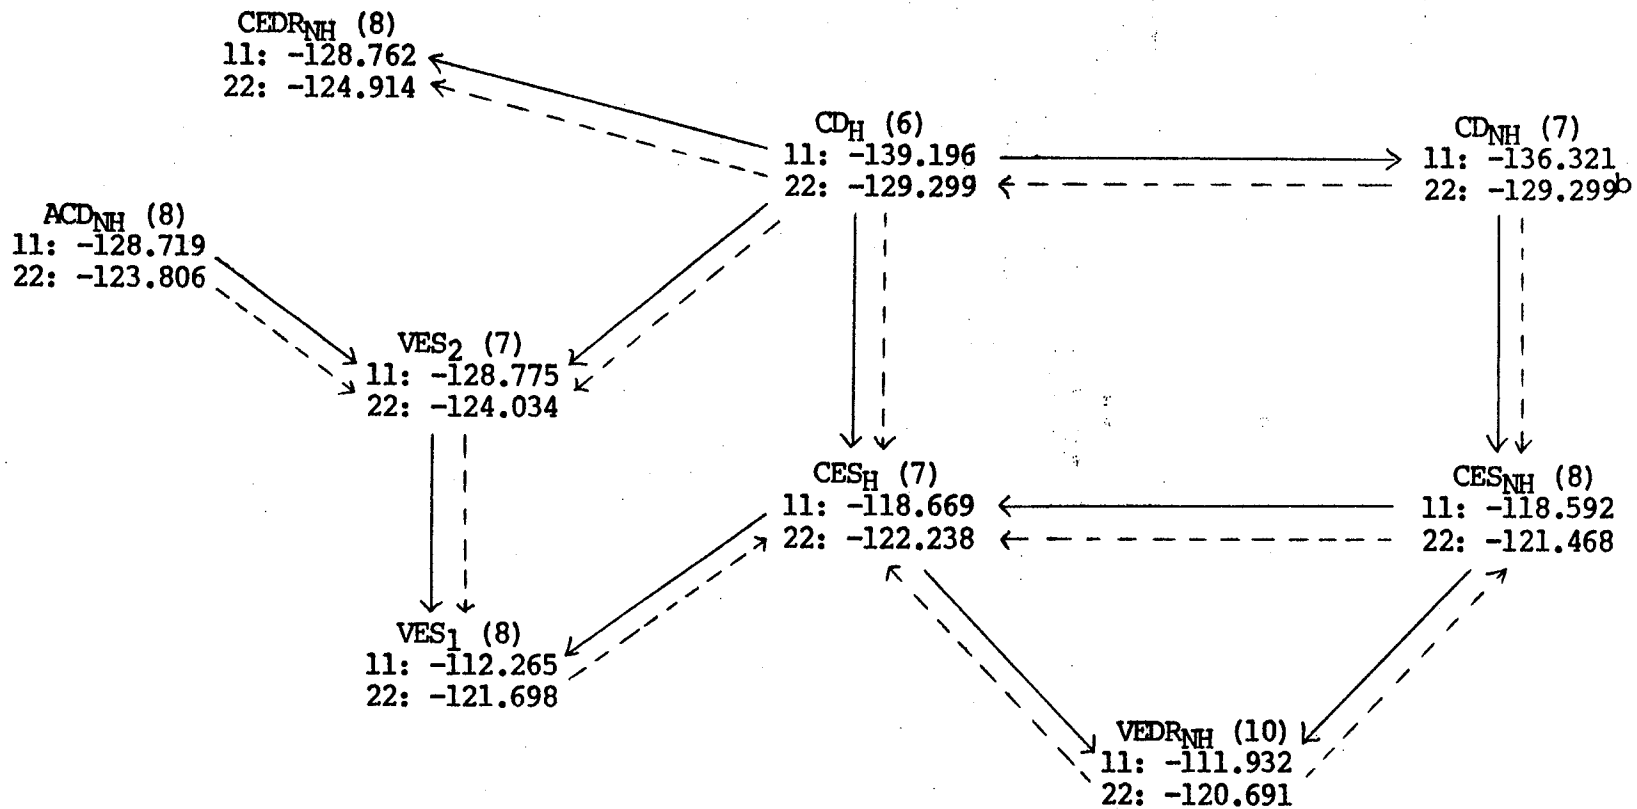 CEDR_NH (8)
11: -128.762
22: -124.914
CD_H (6)
11: -139.196
22: -129.299
CD_NH (7)
11: -136.321
22: -129.299b
ACD_NH (8)
11: -128.719
22: -123.806
VES_2 (7)
11: -128.775
22: -124.034
CES_H (7)
11: -118.669
22: -122.238
CES_NH (8)
11: -118.592
22: -121.468
VES_1 (8)
11: -112.265
22: -121.698
VEDR_NH (10)
11: -111.932
22: -120.691